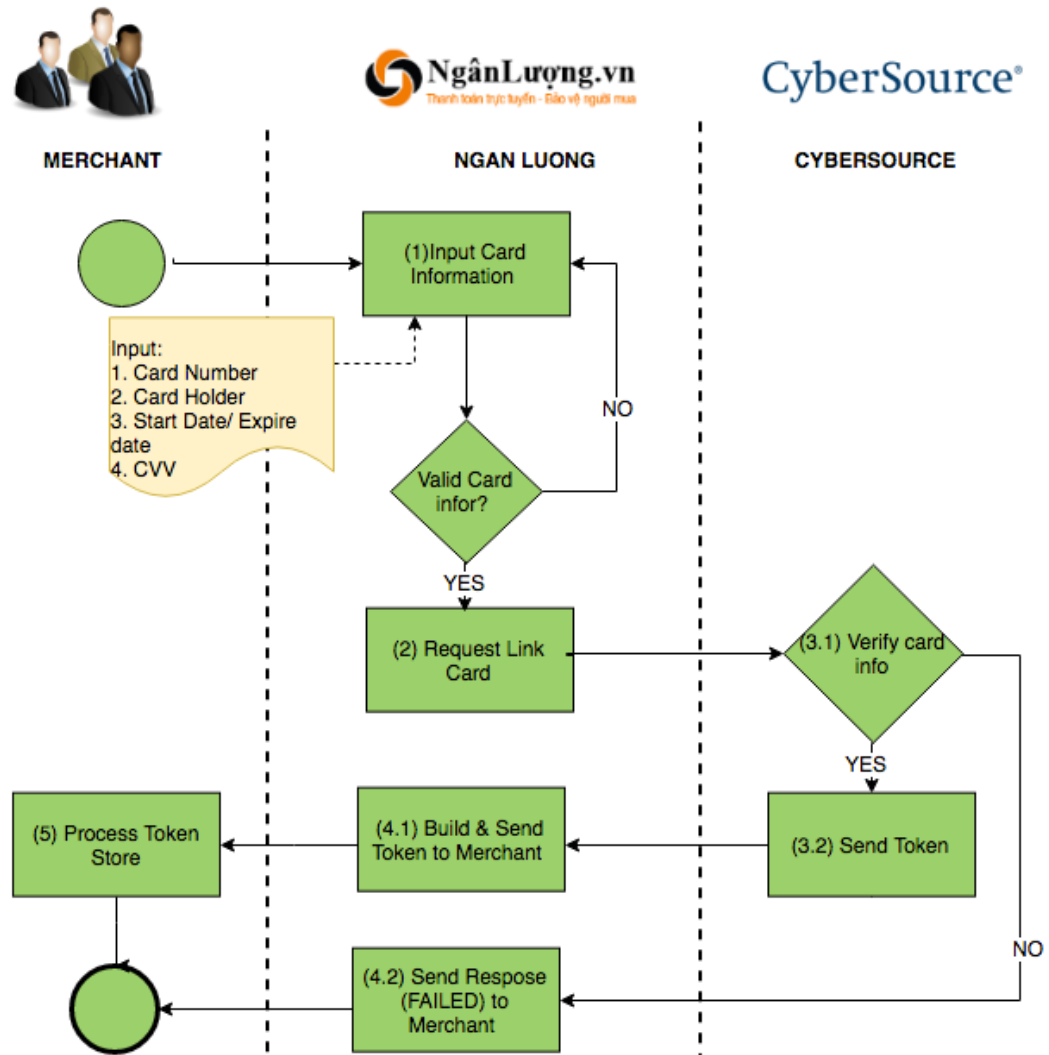 NgânLượng.vn
Thanh toán trực tuyến - Bảo vệ người mua
CyberSource®
MERCHANT
NGAN LUONG
CYBERSOURCE
(1)Input Card
Information
Input:
1. Card Number
2. Card Holder
3. Start Date/ Expire
date
4. CVV
NO
Valid Card
infor?
YES
(2) Request Link
Card
(3.1) Verify card
info
YES
(5) Process Token
Store
(4.1) Build & Send
Token to Merchant
(3.2) Send Token
NO
(4.2) Send Respose
(FAILED) to
Merchant